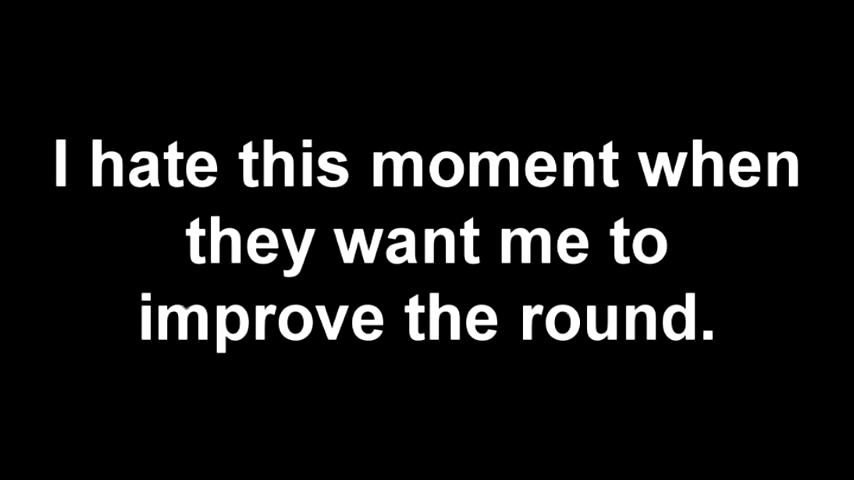 I hate this moment when
they want me to
improve the round.